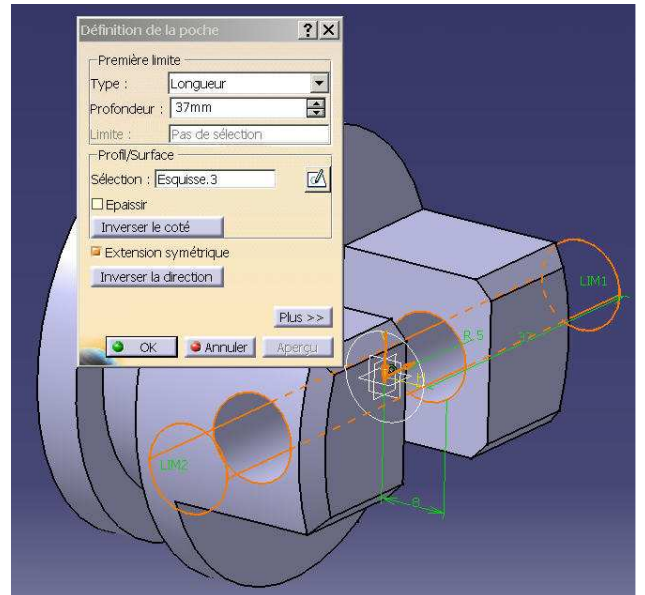 Définition de la poche
? X
Première limite
Type : Longueur
Profondeur : 37mm
Limite : Pas de sélection
Profil/Surface
Sélection : Esquisse.3
Epaissir
Inverser le coté
Extension symétrique
Inverser la direction
Plus >>
OK Annuler Aperçu
LIM1
R 5
LIM2
8